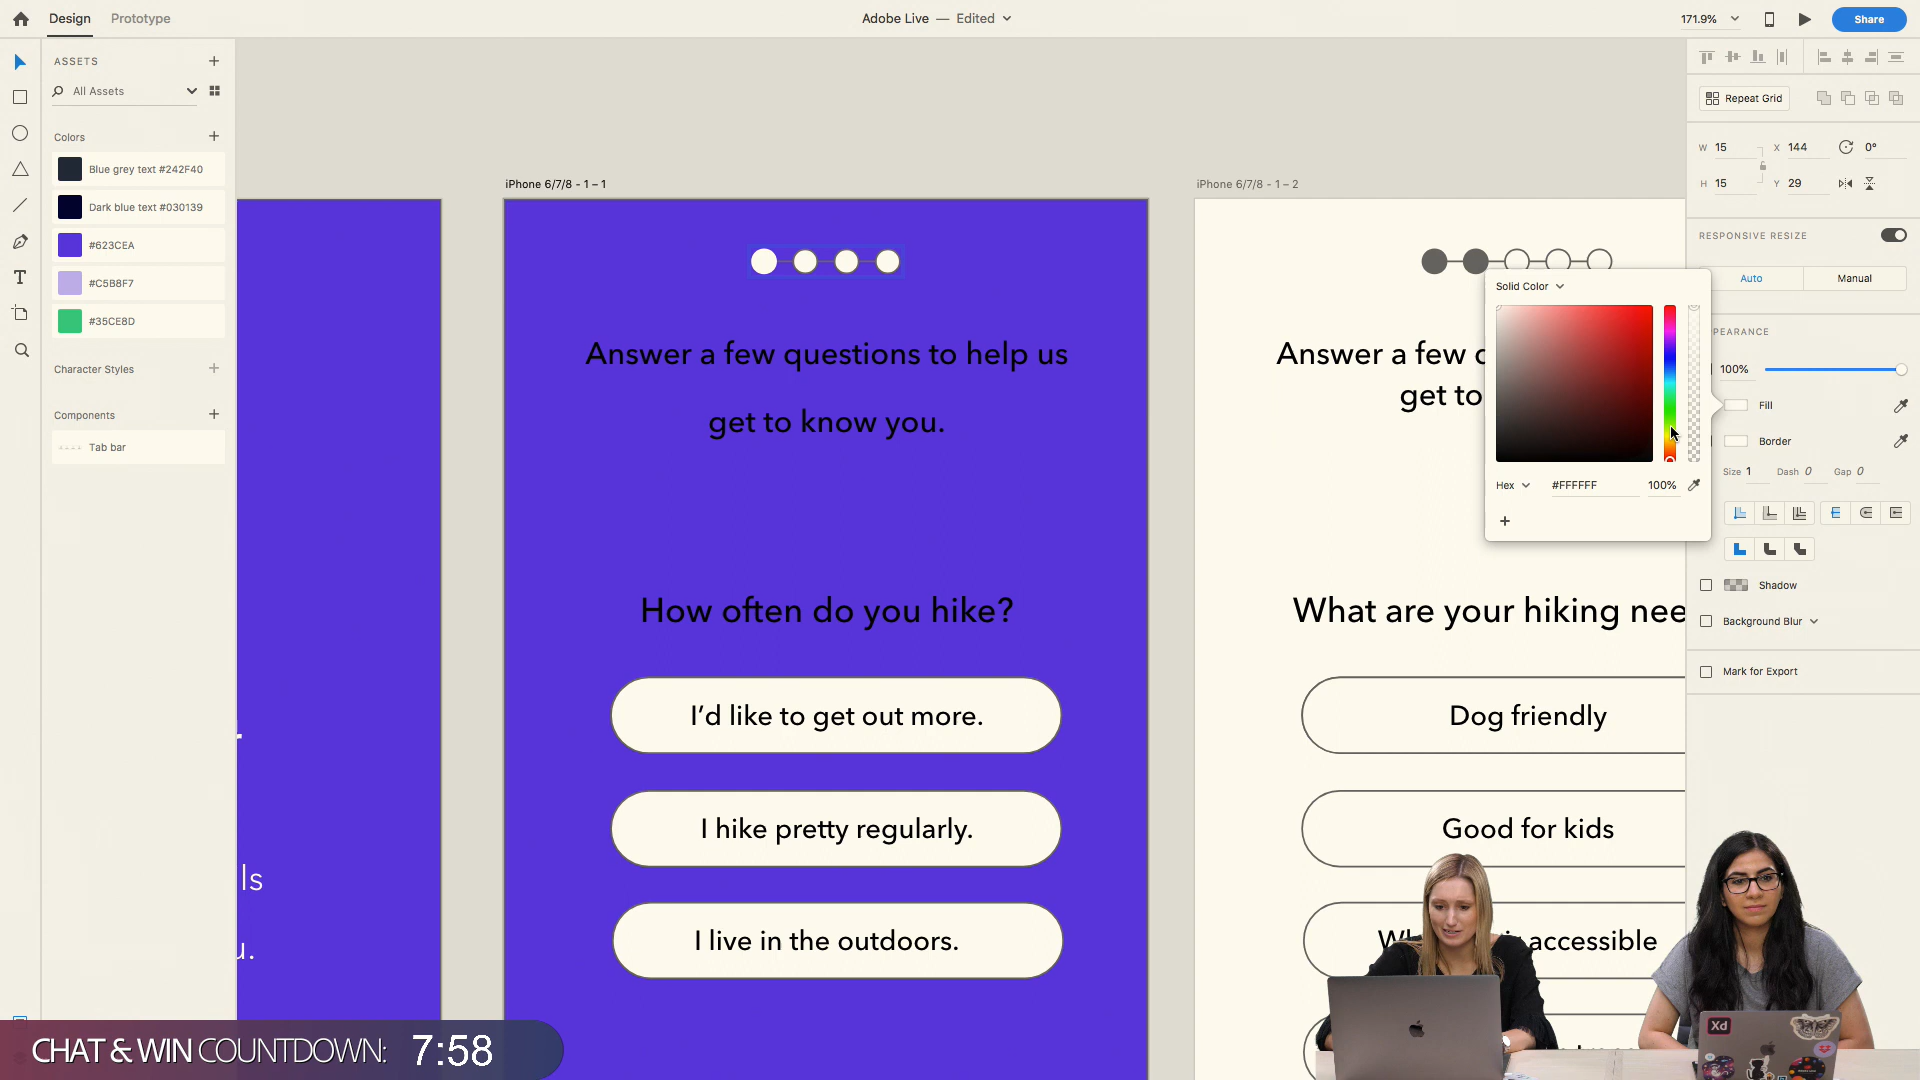 Design
Prototype
Adobe Live — Edited
171.9%
Share
ASSETS
All Assets
Colors
Blue grey text #242F40
Dark blue text #030139
#623CEA
#C5B8F7
#35CE8D
Character Styles
Components
Tab bar
iPhone 6/7/8 - 1 – 1
Answer a few questions to help us
get to know you.
How often do you hike?
I'd like to get out more.
I hike pretty regularly.
I live in the outdoors.
ls
u.
iPhone 6/7/8 - 1 – 2
Answer a few
get to
What are your hiking nee
Dog friendly
Good for kids
accessible
Solid Color
Hex
#FFFFFF
100%
Repeat Grid
W 15
X 144
0°
H 15
Y 29
RESPONSIVE RESIZE
Auto
Manual
PEARANCE
100%
Fill
Border
Size 1
Dash 0
Gap 0
Shadow
Background Blur
Mark for Export
CHAT & WIN COUNTDOWN: 7:58
Xd